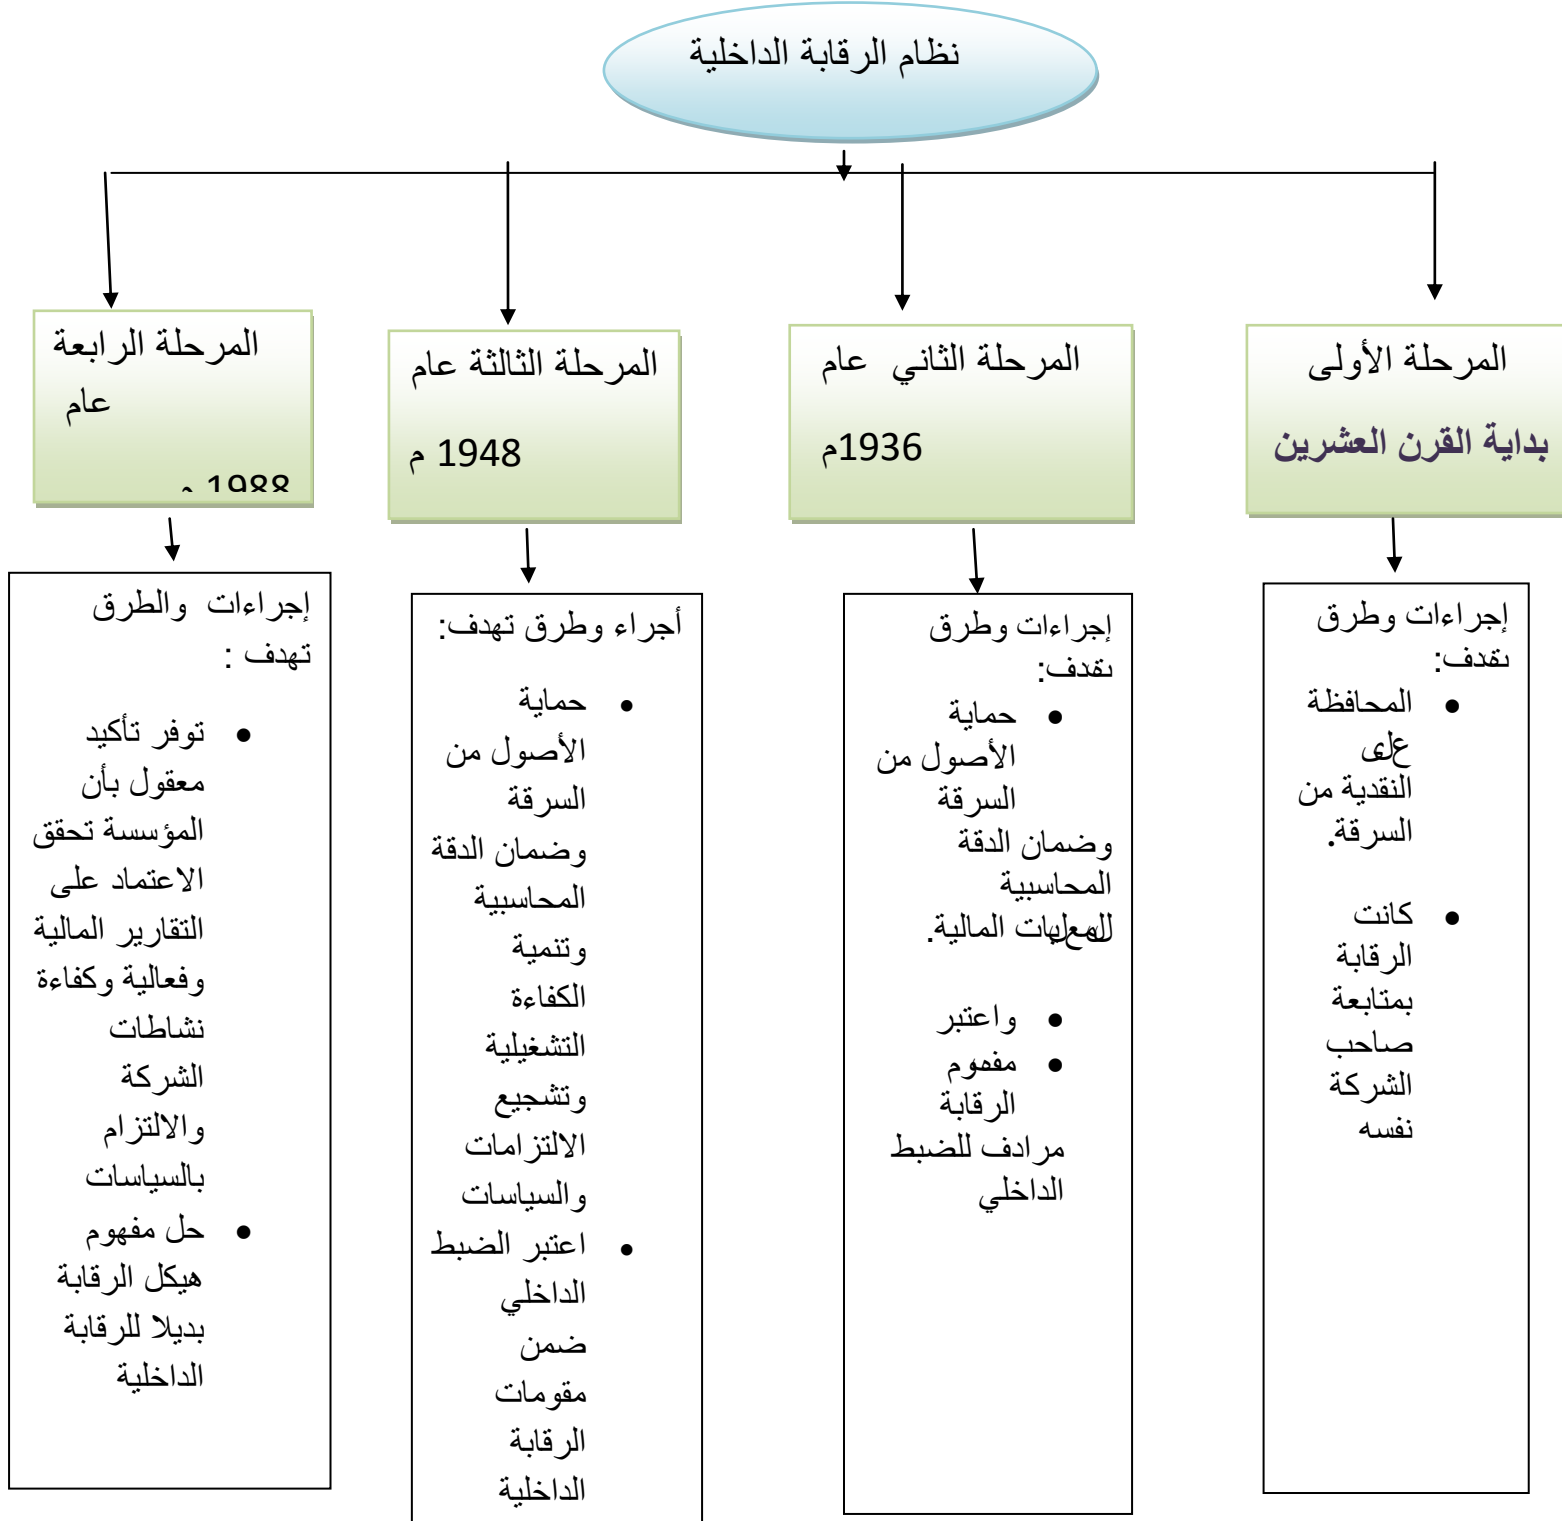 نظام الرقابة الداخلية
المرحلة الأولى
بداية القرن العشرين
المرحلة الثاني عام
1936م
المرحلة الثالثة عام
1948 م
المرحلة الرابعة
عام
1988 م
إجراءات وطرق
تهدف:
• المحافظة
على
النقدية من
السرقة.
• كانت
الرقابة
بمتابعة
صاحب
الشركة
نفسه
إجراءات وطرق
تهدف:
• حماية
الأصول من
السرقة
وضمان الدقة
المحاسبية
المالية.
• واعتبر
• مفهوم
الرقابة
مرادف للضبط
الداخلي
أجراء وطرق تهدف:
• حماية
الأصول من
السرقة
وضمان الدقة
المحاسبية
وتنمية
الكفاءة
التشغيلية
وتشجيع
الالتزامات
والسياسات
• اعتبر الضبط
الداخلي
ضمن
مقومات
الرقابة
الداخلية
إجراءات والطرق
تهدف :
• توفر تأكيد
معقول بأن
المؤسسة تحقق
الاعتماد على
التقارير المالية
وفعالية وكفاءة
نشاطات
الشركة
والالتزام
بالسياسات
• حل مفهوم
هيكل الرقابة
بديلا للرقابة
الداخلية